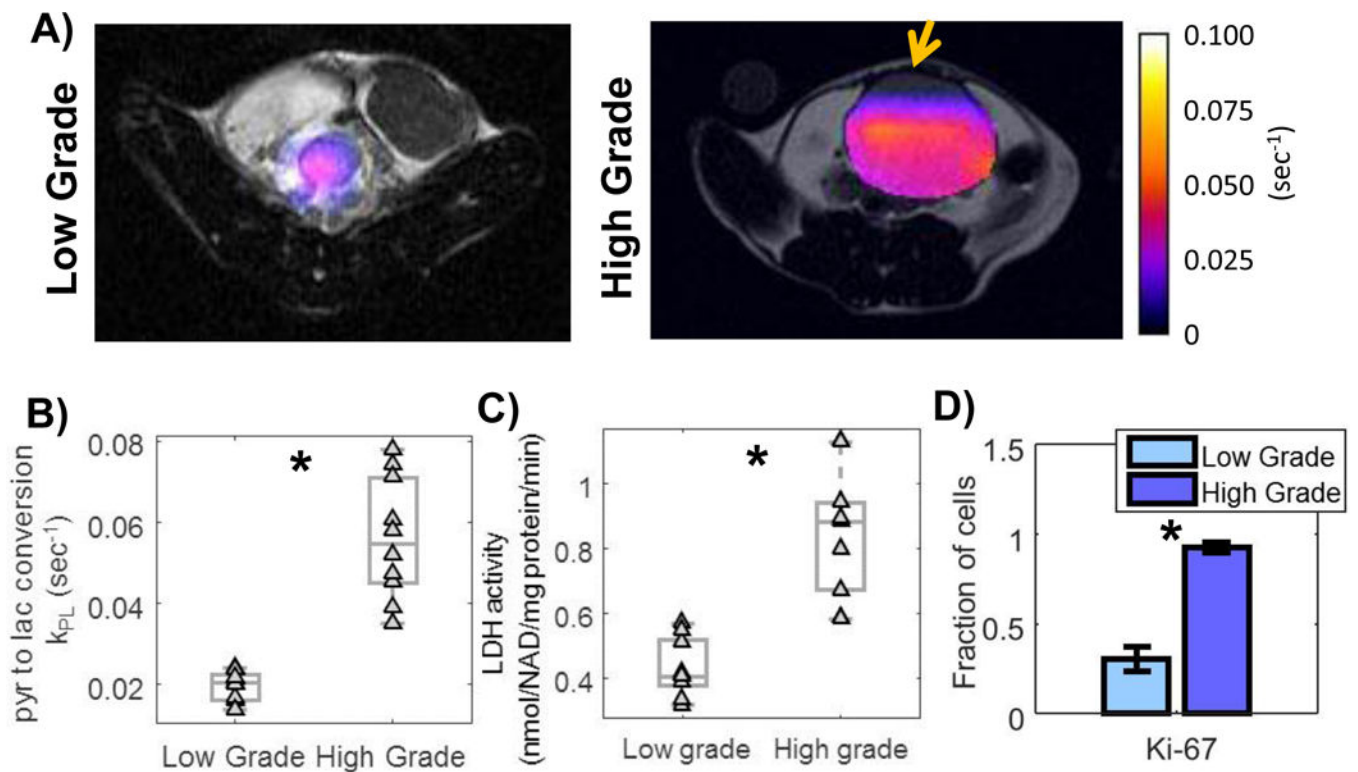 A)
Low Grade
High Grade
0.100
0.075
0.050
0.025
0
(sec⁻¹)
B)
pyr to lac conversion
k_PL (sec⁻¹)
0.08
0.06
0.04
0.02
*
Low Grade
High Grade
C)
LDH activity
(nmol/NAD/mg protein/min)
1
0.8
0.6
0.4
*
Low grade
High grade
D)
Fraction of cells
1.5
1
0.5
0
Low Grade
High Grade
*
Ki-67